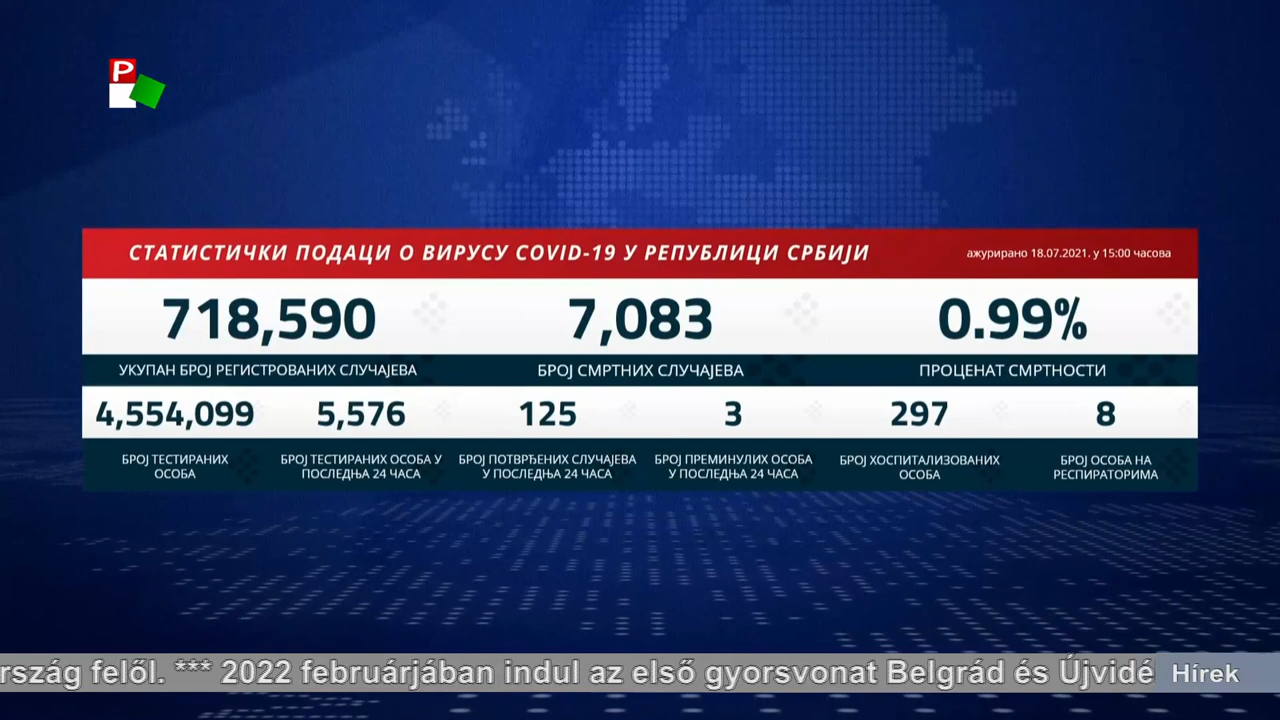 P
СТАТИСТИЧКИ ПОДАЦИ О ВИРУСУ COVID-19 У РЕПУБЛИЦИ СРБИЈИ
ажурирано 18.07.2021. у 15:00 часова
718,590
7,083
0.99%
УКУПАН БРОЈ РЕГИСТРОВАНИХ СЛУЧАЈЕВА
БРОЈ СМРТНИХ СЛУЧАЈЕВА
ПРОЦЕНАТ СМРТНОСТИ
4,554,099
5,576
125
3
297
8
БРОЈ ТЕСТИРАНИХ
ОСОБА
БРОЈ ТЕСТИРАНИХ ОСОБА У
ПОСЛЕДЊА 24 ЧАСА
БРОЈ ПОТВРЂЕНИХ СЛУЧАЈЕВА
У ПОСЛЕДЊА 24 ЧАСА
БРОЈ ПРЕМИНУЛИХ ОСОБА
У ПОСЛЕДЊА 24 ЧАСА
БРОЈ ХОСПИТАЛИЗОВАНИХ
ОСОБА
БРОЈ ОСОБА НА
РЕСПИРАТОРИМА
rszág felől. *** 2022 februárjában indul az első gyorsvonat Belgrád és Újvidé
Hírek